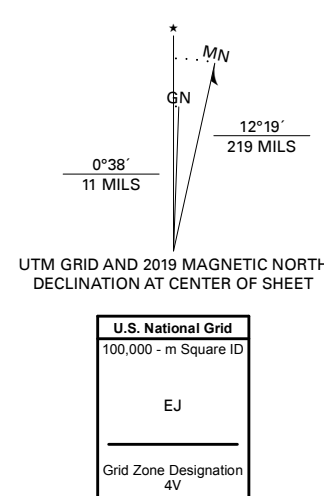 MN
GN
12°19´
219 MILS
0°38´
11 MILS
UTM GRID AND 2019 MAGNETIC NORTH
DECLINATION AT CENTER OF SHEET
U.S. National Grid
100,000 - m Square ID
EJ
Grid Zone Designation
4V